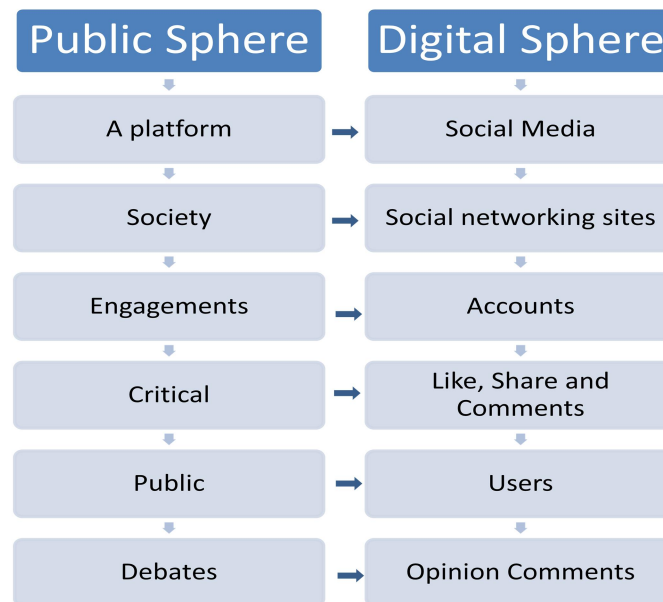 Public Sphere
Digital Sphere
A platform
Social Media
Society
Social networking sites
Engagements
Accounts
Critical
Like, Share and
Comments
Public
Users
Debates
Opinion Comments